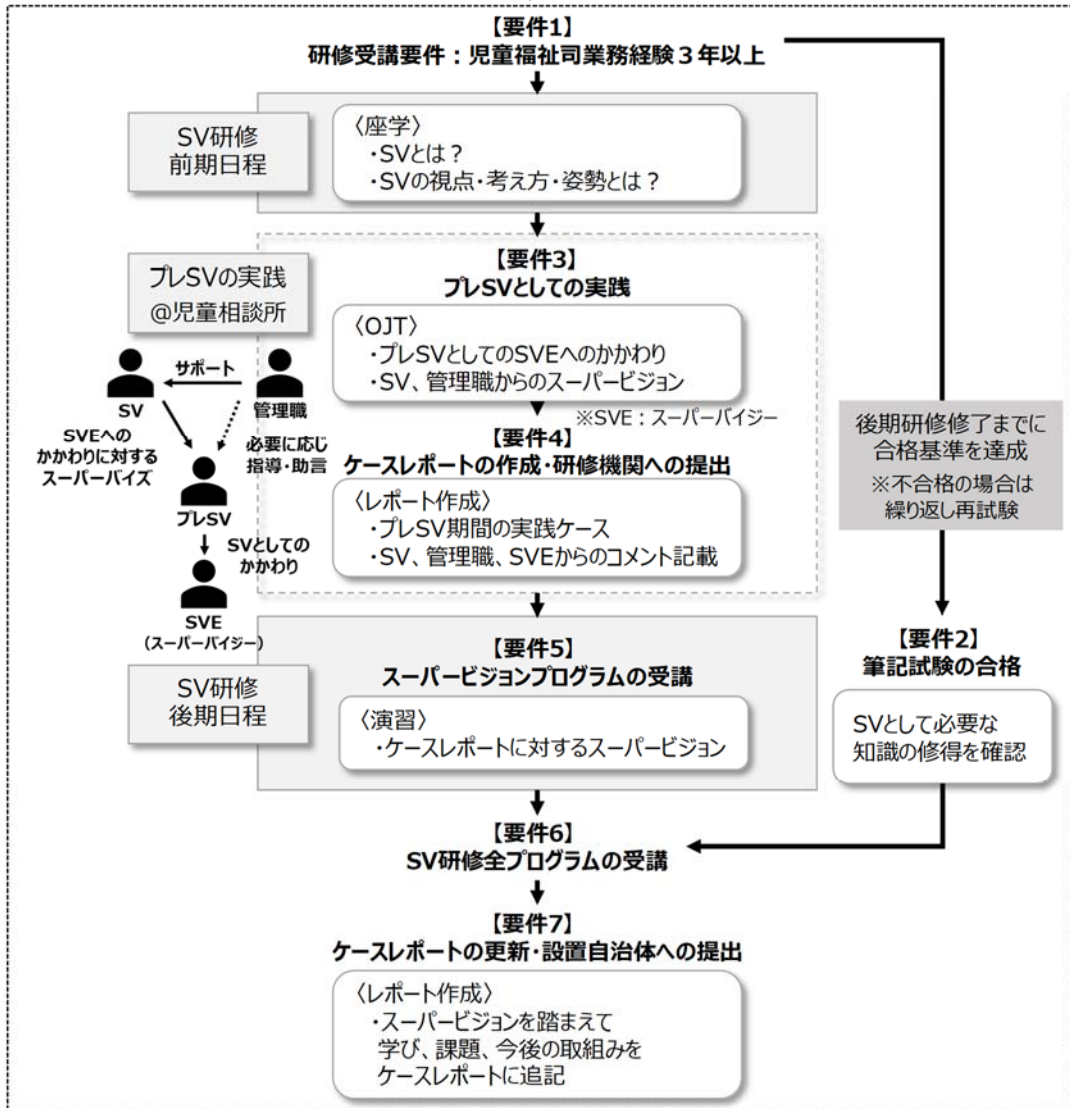 【要件1】
研修受講要件：児童福祉司業務経験３年以上
SV研修
前期日程
〈座学〉
・SVとは？
・SVの視点・考え方・姿勢とは？
プレSVの実践
@児童相談所
【要件3】
プレSVとしての実践
〈OJT〉
・プレSVとしてのSVEへのかかわり
・SV、管理職からのスーパービジョン
※SVE：スーパーバイジー
サポート
SV
管理職
SVEへの
かかわりに対する
スーパーバイズ
必要に応じ
指導・助言
プレSV
SVとしての
かかわり
SVE
（スーパーバイジー）
【要件4】
ケースレポートの作成・研修機関への提出
〈レポート作成〉
・プレSV期間の実践ケース
・SV、管理職、SVEからのコメント記載
後期研修修了までに
合格基準を達成
※不合格の場合は
繰り返し再試験
【要件2】
筆記試験の合格
SVとして必要な
知識の修得を確認
SV研修
後期日程
【要件5】
スーパービジョンプログラムの受講
〈演習〉
・ケースレポートに対するスーパービジョン
【要件6】
SV研修全プログラムの受講
【要件7】
ケースレポートの更新・設置自治体への提出
〈レポート作成〉
・スーパービジョンを踏まえて
学び、課題、今後の取組みを
ケースレポートに追記